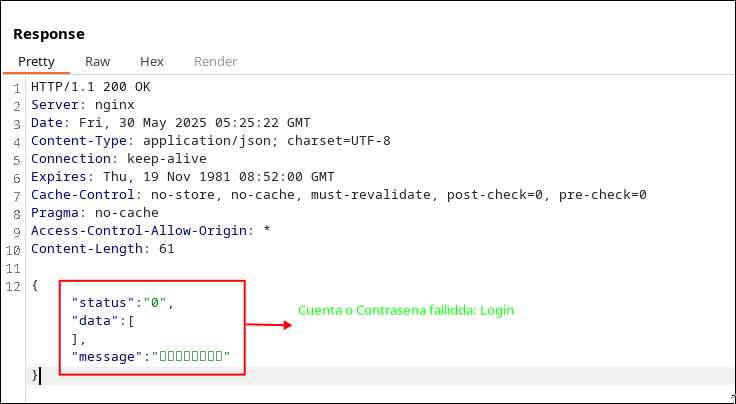 Response
Pretty Raw Hex Render
1 HTTP/1.1 200 OK
2 Server: nginx
3 Date: Fri, 30 May 2025 05:25:22 GMT
4 Content-Type: application/json; charset=UTF-8
5 Connection: keep-alive
6 Expires: Thu, 19 Nov 1981 08:52:00 GMT
7 Cache-Control: no-store, no-cache, must-revalidate, post-check=0, pre-check=0
8 Pragma: no-cache
9 Access-Control-Allow-Origin: *
10 Content-Length: 61
11
12 {
"status":"0",
"data":[
],
"message":"▯▯▯▯▯▯▯▯"
}
Cuenta o Contrasena fallidda: Login